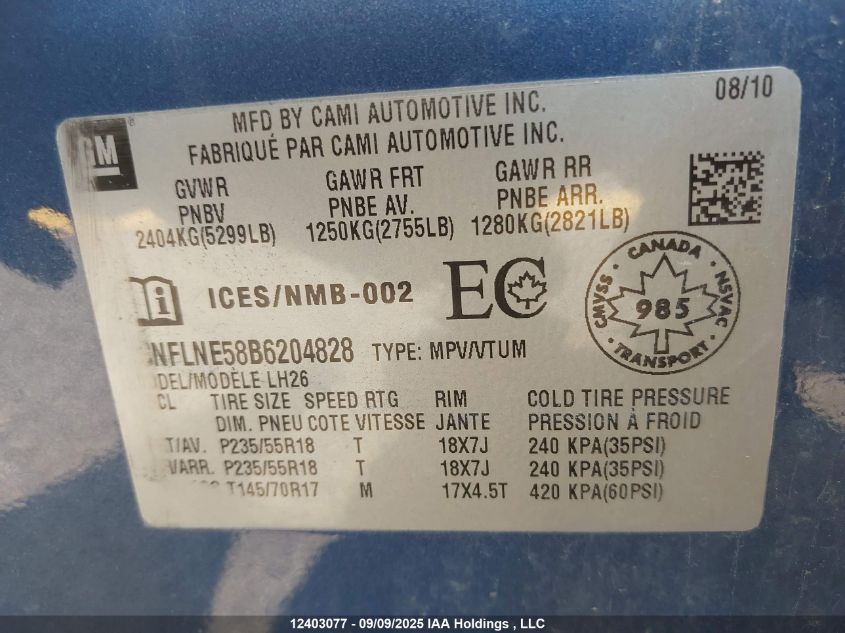 08/10
MFD BY CAMI AUTOMOTIVE INC.
FABRIQUÉ PAR CAMI AUTOMOTIVE INC.
GM
GVWR GAWR FRT GAWR RR
PNBV PNBE AV. PNBE ARR.
2404KG(5299LB) 1250KG(2755LB) 1280KG(2821LB)
ICES/NMB-002 EC
CANADA
CMVSS 985 NSVAC
TRANSPORT
NFLNE58B6204828 TYPE: MPV/VTUM
DEL/MODÈLE LH26
CL TIRE SIZE SPEED RTG RIM COLD TIRE PRESSURE
DIM. PNEU COTE VITESSE JANTE PRESSION À FROID
T/AV. P235/55R18 T 18X7J 240 KPA(35PSI)
/ARR. P235/55R18 T 18X7J 240 KPA(35PSI)
T145/70R17 M 17X4.5T 420 KPA(60PSI)
12403077 - 09/09/2025 IAA Holdings , LLC